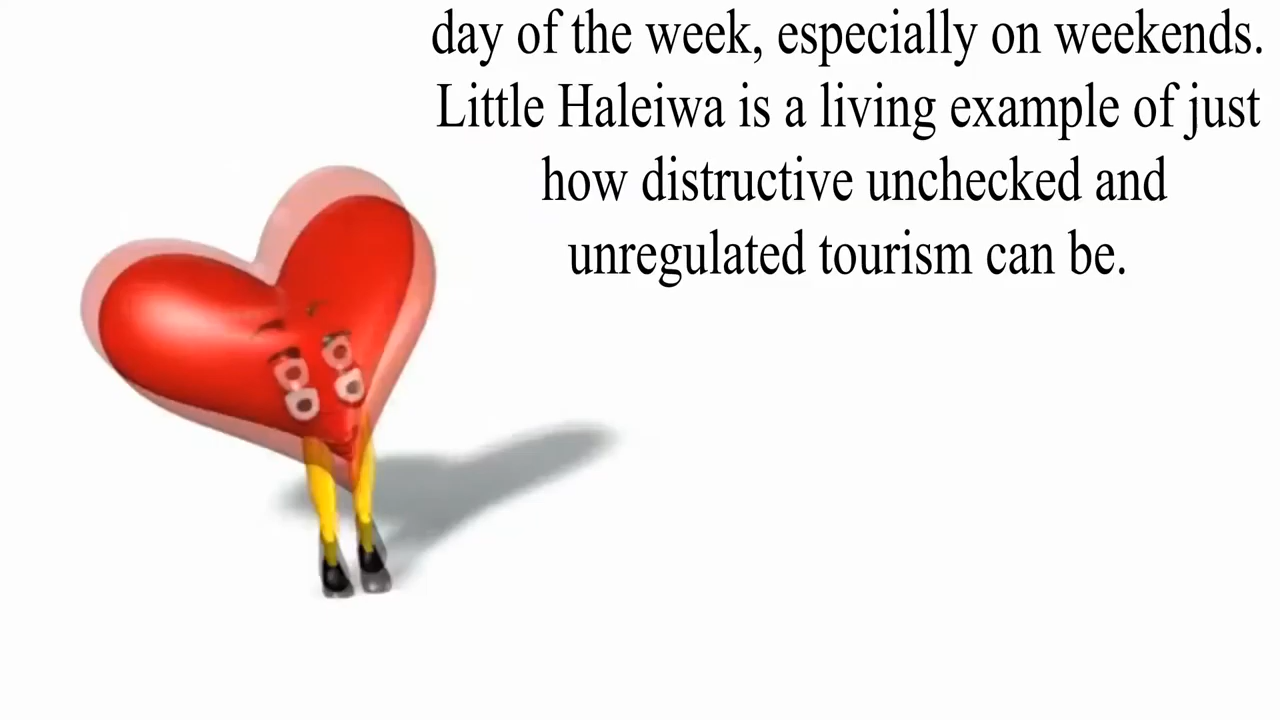 day of the week, especially on weekends.
Little Haleiwa is a living example of just
how distructive unchecked and
unregulated tourism can be.